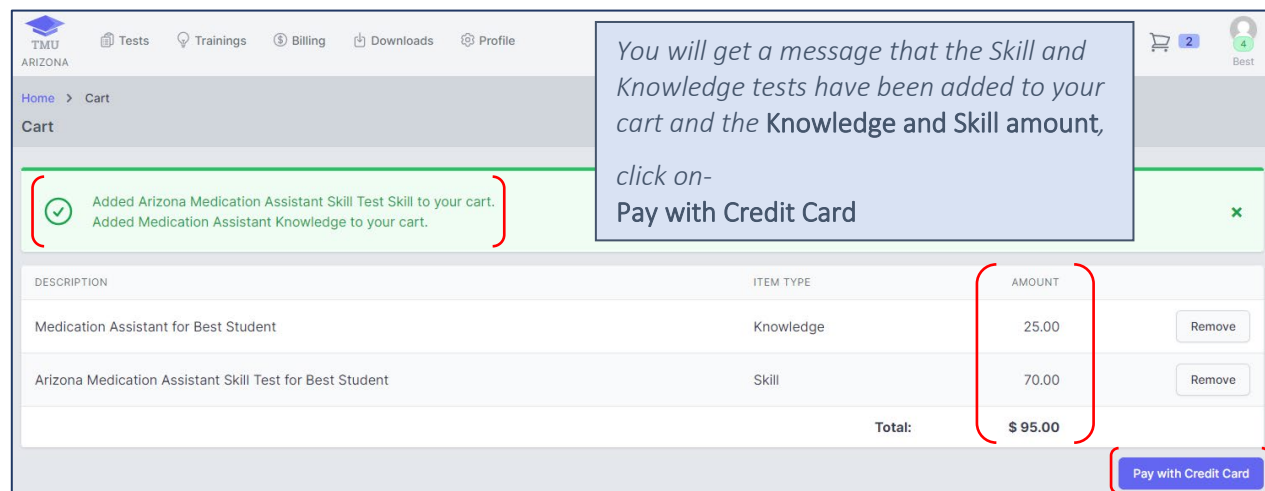 TMU
ARIZONA
Tests
Trainings
Billing
Downloads
Profile
2
4
Best
You will get a message that the Skill and
Knowledge tests have been added to your
cart and the Knowledge and Skill amount,
click on-
Pay with Credit Card
Home > Cart
Cart
Added Arizona Medication Assistant Skill Test Skill to your cart.
Added Medication Assistant Knowledge to your cart.
DESCRIPTION ITEM TYPE AMOUNT
Medication Assistant for Best Student Knowledge 25.00 Remove
Arizona Medication Assistant Skill Test for Best Student Skill 70.00 Remove
Total: $ 95.00
Pay with Credit Card